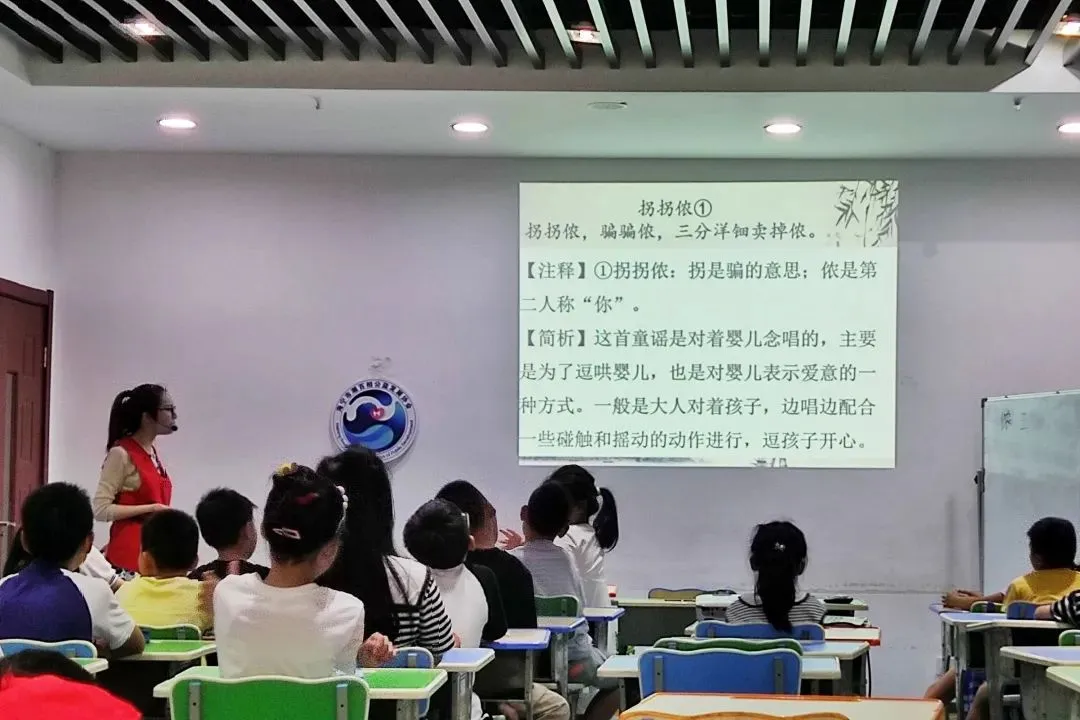 拐拐侬①
拐拐侬，骗骗侬，三分洋钿卖掉侬。
【注释】①拐拐侬：拐是骗的意思；侬是第
二人称“你”。
【简析】这首童谣是对着婴儿念唱的，主要
是为了逗哄婴儿，也是对婴儿表示爱意的一
种方式。一般是大人对着孩子，边唱边配合
一些碰触和摇动的动作进行，逗孩子开心。